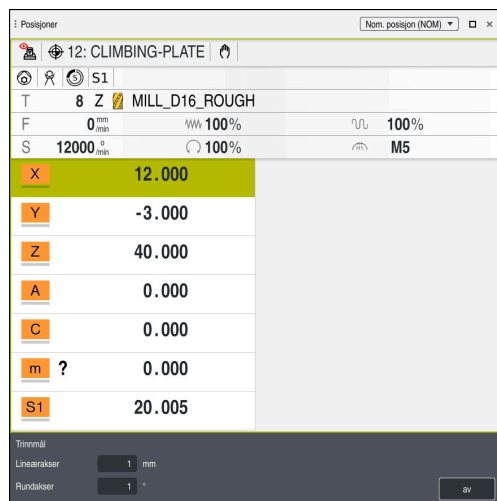 Posisjoner Nom. posisjon (NOM)
12: CLIMBING-PLATE
S S1
T 8 Z MILL_D16_ROUGH
F 0 mm/min 100% 100%
S 12000 °/min 100% M5 M5
X 12.000
Y -3.000
Z 40.000
A 0.000
C 0.000
m ? 0.000
S1 20.005
Trinnmål
Lineærakser 1 mm
Rundakser 1 °
av